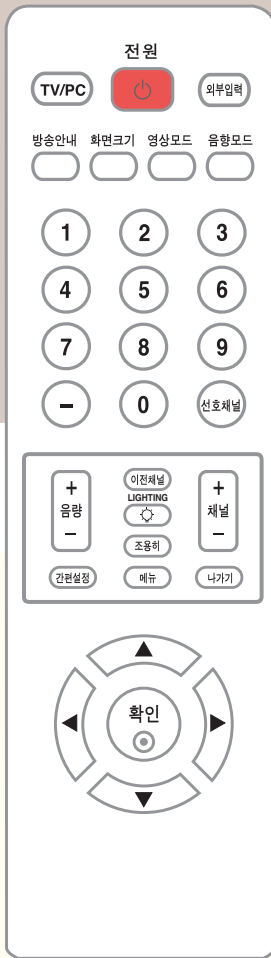 전원
TV/PC
외부입력
방송안내 화면크기 영상모드 음향모드
1 2 3
4 5 6
7 8 9
- 0 선호채널
+ 이전채널 +
LIGHTING
음량 채널
- 조용히 -
간편설정 메뉴 나가기
확인